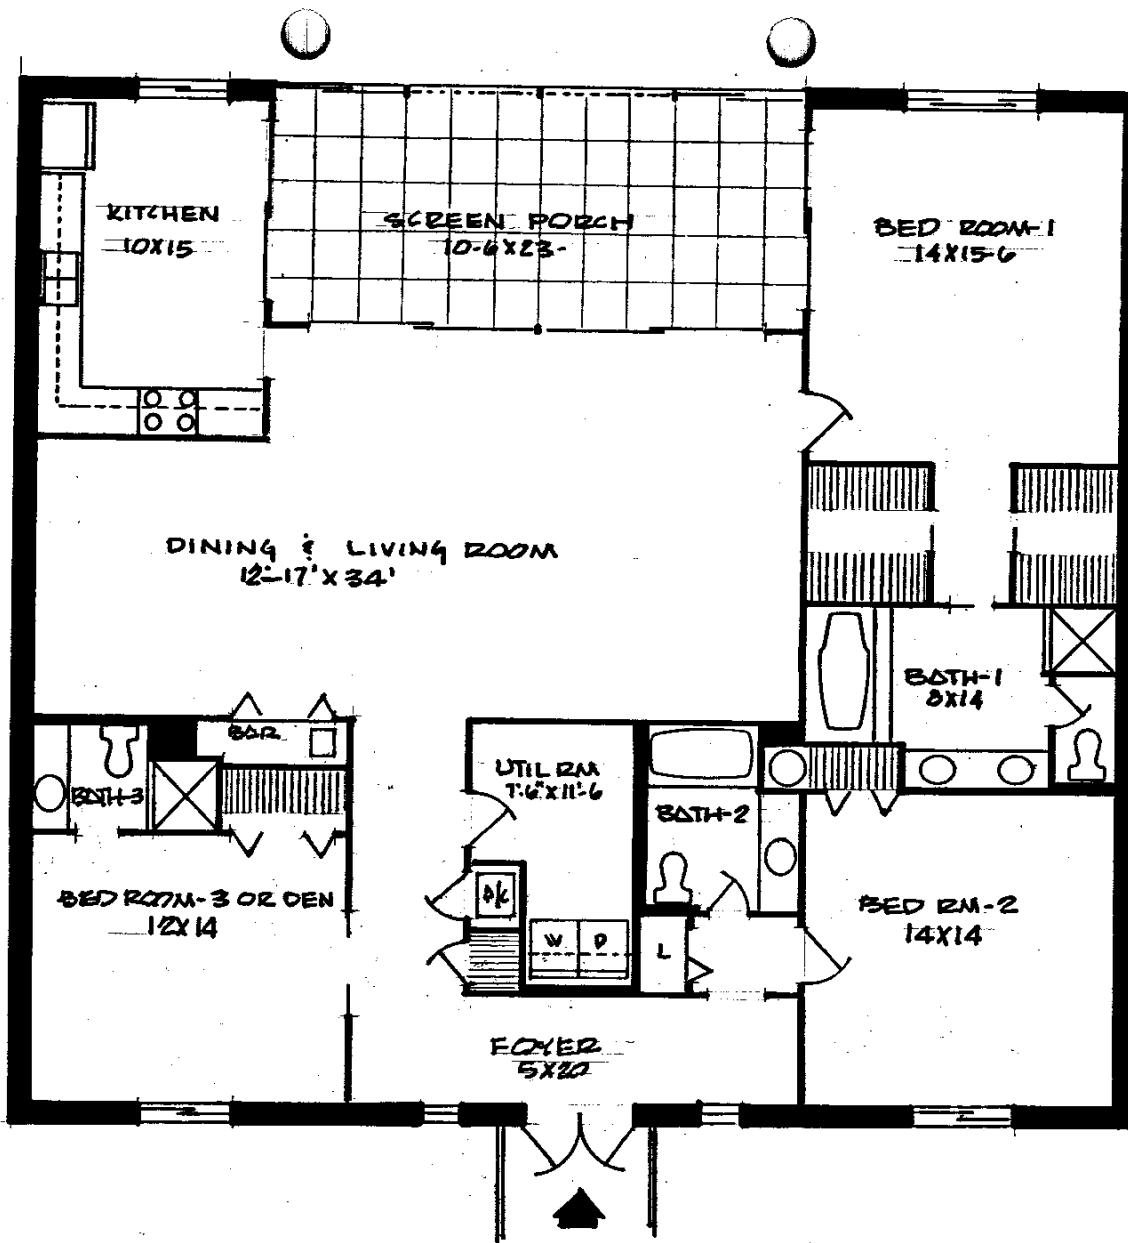 KITCHEN
10X15
SCREEN PORCH
10-6X23-
BED ROOM-1
14X15-6
DINING & LIVING ROOM
12'-17' X 34'
BATH-1
8X14
BAR
UTIL RM
7'-6"X11'-6
BATH-3
BATH-2
BED ROOM-3 OR DEN
12X14
A/C
BED RM-2
14X14
W D
L
FOYER
5X20